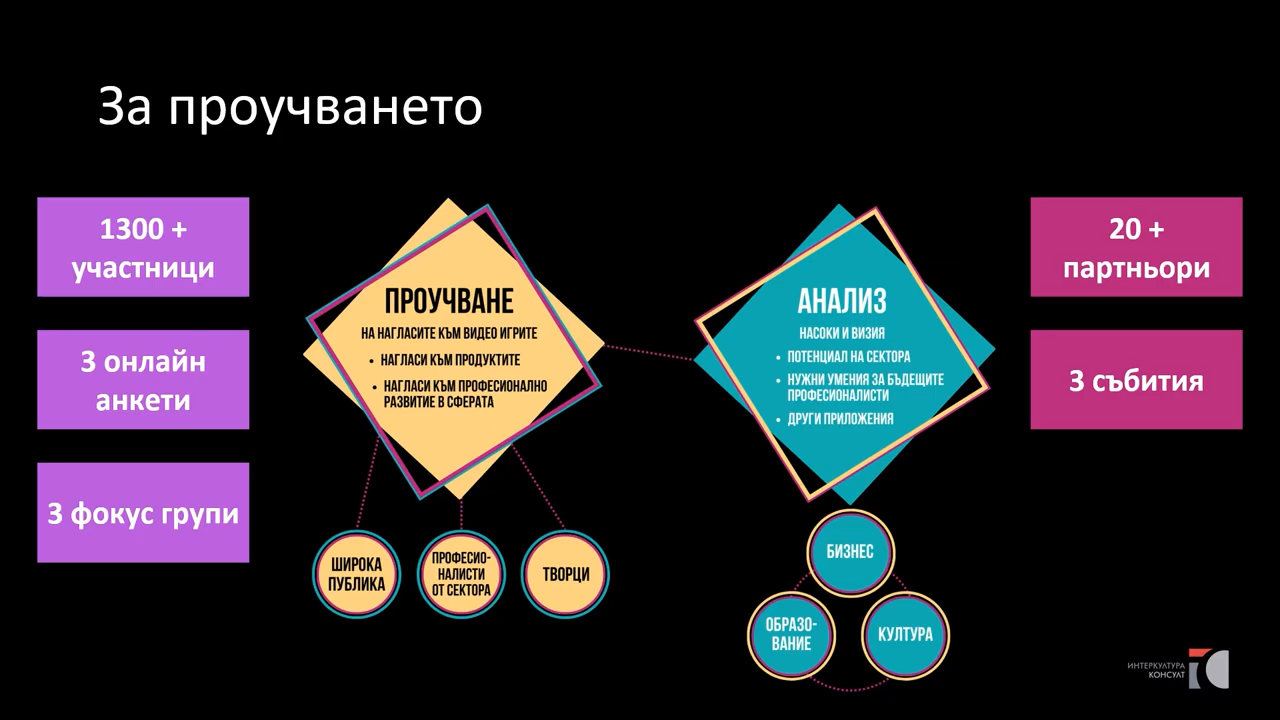 За проучването
1300 +
участници
3 онлайн
анкети
3 фокус групи
ПРОУЧВАНЕ
НА НАГЛАСИТЕ КЪМ ВИДЕО ИГРИТЕ
• НАГЛАСИ КЪМ ПРОДУКТИТЕ
• НАГЛАСИ КЪМ ПРОФЕСИОНАЛНО
РАЗВИТИЕ В СФЕРАТА
ШИРОКА
ПУБЛИКА
ПРОФЕСИО-
НАЛИСТИ
ОТ СЕКТОРА
ТВОРЦИ
АНАЛИЗ
НАСОКИ И ВИЗИЯ
• ПОТЕНЦИАЛ НА СЕКТОРА
• НУЖНИ УМЕНИЯ ЗА БЪДЕЩИТЕ
ПРОФЕСИОНАЛИСТИ
• ДРУГИ ПРИЛОЖЕНИЯ
БИЗНЕС
ОБРАЗО-
ВАНИЕ
КУЛТУРА
20 +
партньори
3 събития
ИНТЕРКУЛТУРА
КОНСУЛТ